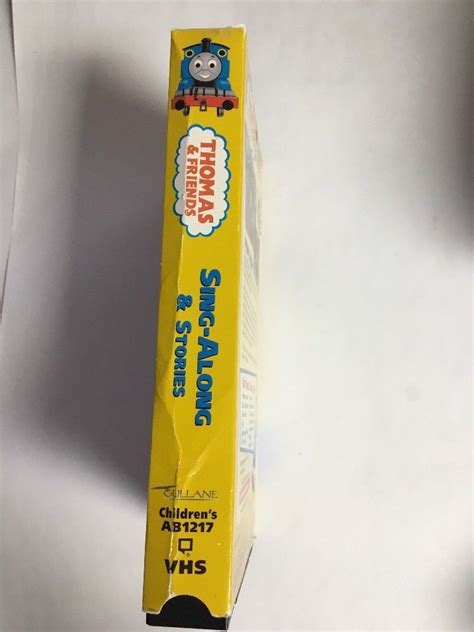 THOMAS
& FRIENDS
SING-ALONG
& STORIES
GULLANE
Children's
AB1217
VHS